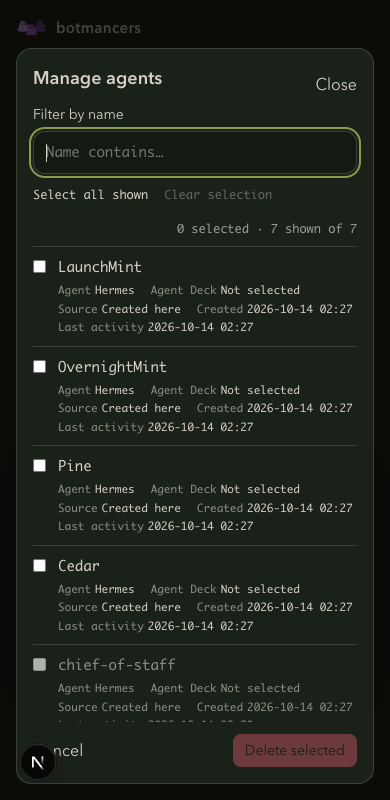 botmancers
Manage agents
Close
Filter by name
Name contains…
Select all shown Clear selection
0 selected · 7 shown of 7
LaunchMint
Agent Hermes Agent Deck Not selected
Source Created here Created 2026-10-14 02:27
Last activity 2026-10-14 02:27
OvernightMint
Agent Hermes Agent Deck Not selected
Source Created here Created 2026-10-14 02:27
Last activity 2026-10-14 02:27
Pine
Agent Hermes Agent Deck Not selected
Source Created here Created 2026-10-14 02:27
Last activity 2026-10-14 02:27
Cedar
Agent Hermes Agent Deck Not selected
Source Created here Created 2026-10-14 02:27
Last activity 2026-10-14 02:27
chief-of-staff
Agent Hermes Agent Deck Not selected
Source Created here Created 2026-10-14 02:27
N ncel Delete selected